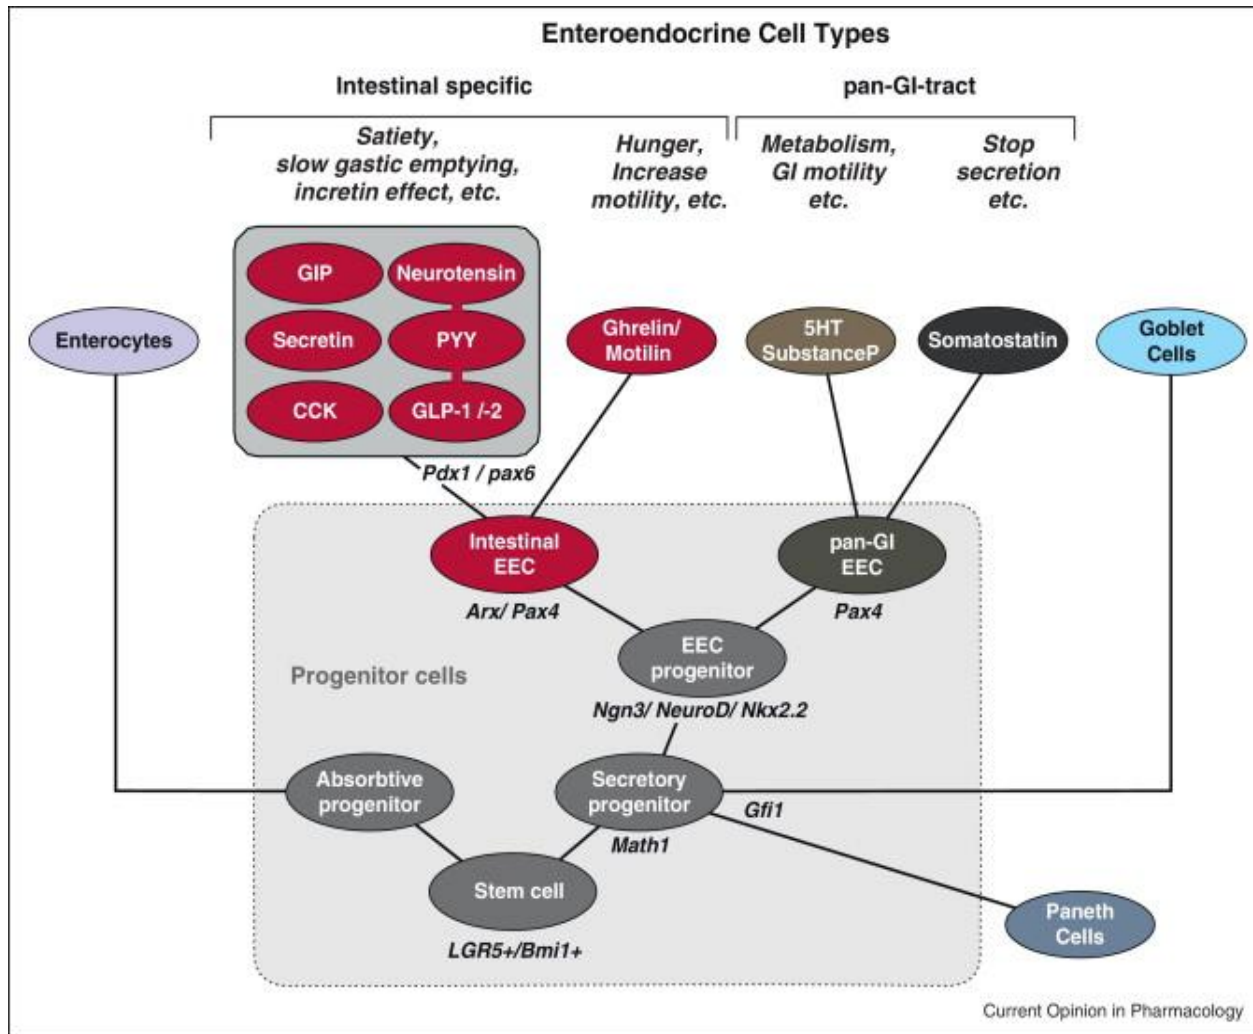 Enteroendocrine Cell Types
Intestinal specific
pan-GI-tract
Satiety,
slow gastic emptying,
incretin effect, etc.
Hunger,
Increase
motility, etc.
Metabolism,
GI motility
etc.
Stop
secretion
etc.
GIP
Neurotensin
Enterocytes
Secretin
PYY
Ghrelin/
Motilin
5HT
SubstanceP
Somatostatin
Goblet
Cells
CCK
GLP-1 /-2
Pdx1 / pax6
Intestinal
EEC
pan-GI
EEC
Arx/ Pax4
Pax4
EEC
progenitor
Progenitor cells
Ngn3/ NeuroD/ Nkx2.2
Absorbtive
progenitor
Secretory
progenitor
Gfi1
Math1
Stem cell
LGR5+/Bmi1+
Paneth
Cells
Current Opinion in Pharmacology